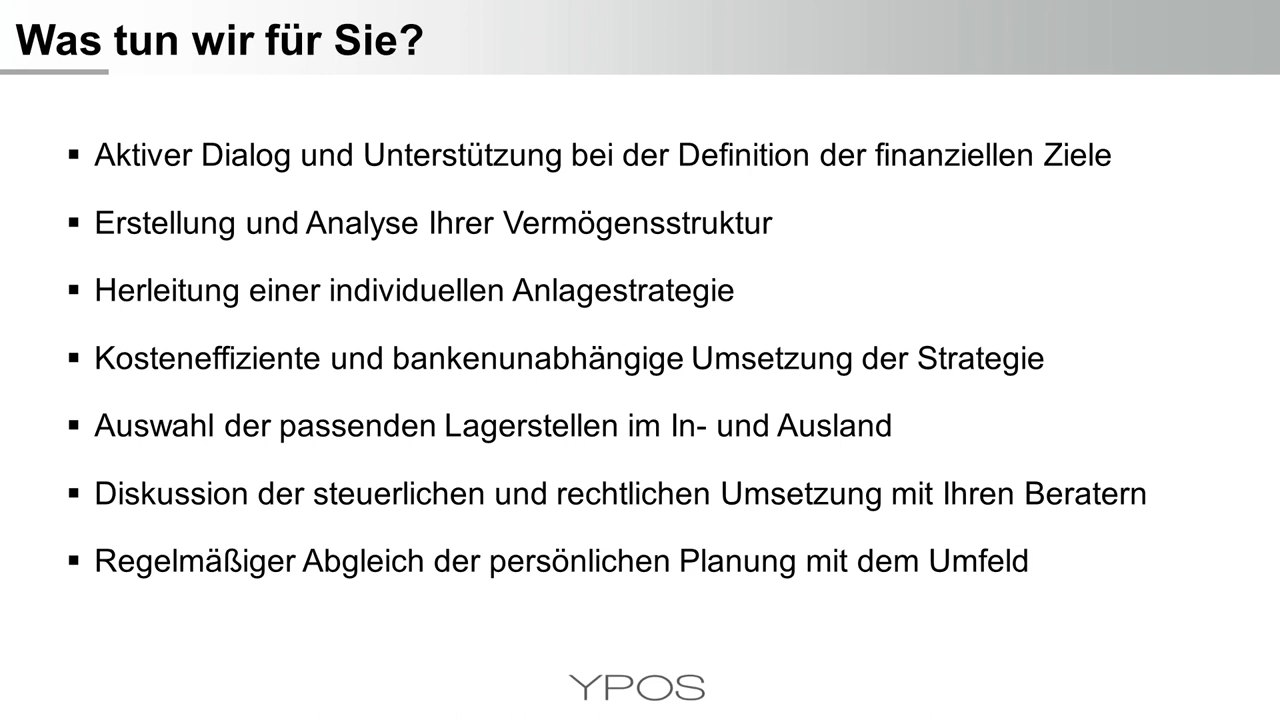 Was tun wir für Sie?
▪ Aktiver Dialog und Unterstützung bei der Definition der finanziellen Ziele
▪ Erstellung und Analyse Ihrer Vermögensstruktur
▪ Herleitung einer individuellen Anlagestrategie
▪ Kosteneffiziente und bankenunabhängige Umsetzung der Strategie
▪ Auswahl der passenden Lagerstellen im In- und Ausland
▪ Diskussion der steuerlichen und rechtlichen Umsetzung mit Ihren Beratern
▪ Regelmäßiger Abgleich der persönlichen Planung mit dem Umfeld
YPOS